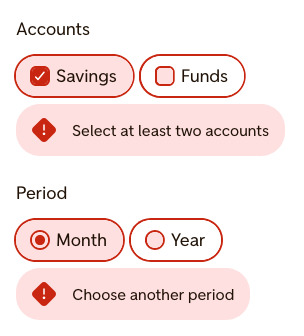 Accounts
Savings
Funds
Select at least two accounts
Period
Month
Year
Choose another period